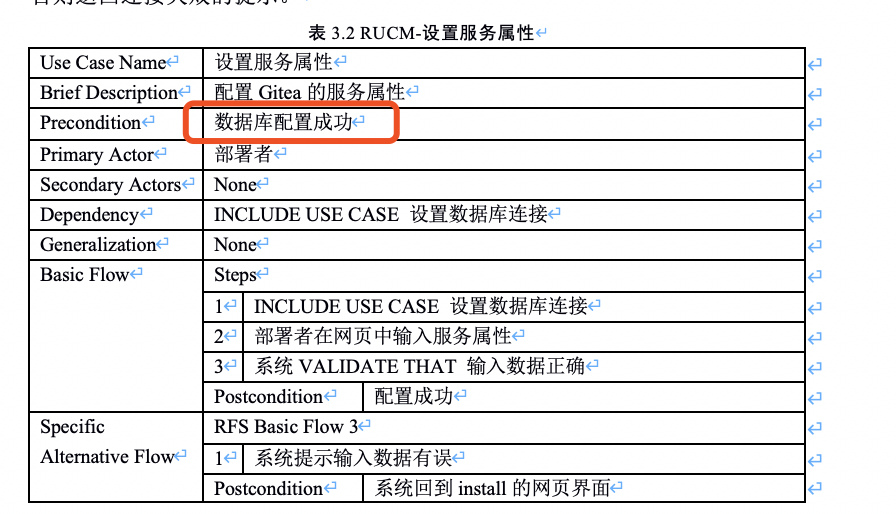 表 3.2 RUCM-设置服务属性
Use Case Name 设置服务属性
Brief Description 配置 Gitea 的服务属性
Precondition 数据库配置成功
Primary Actor 部署者
Secondary Actors None
Dependency INCLUDE USE CASE 设置数据库连接
Generalization None
Basic Flow Steps
1 INCLUDE USE CASE 设置数据库连接
2 部署者在网页中输入服务属性
3 系统 VALIDATE THAT 输入数据正确
Postcondition 配置成功
Specific Alternative Flow RFS Basic Flow 3
1 系统提示输入数据有误
Postcondition 系统回到 install 的网页界面